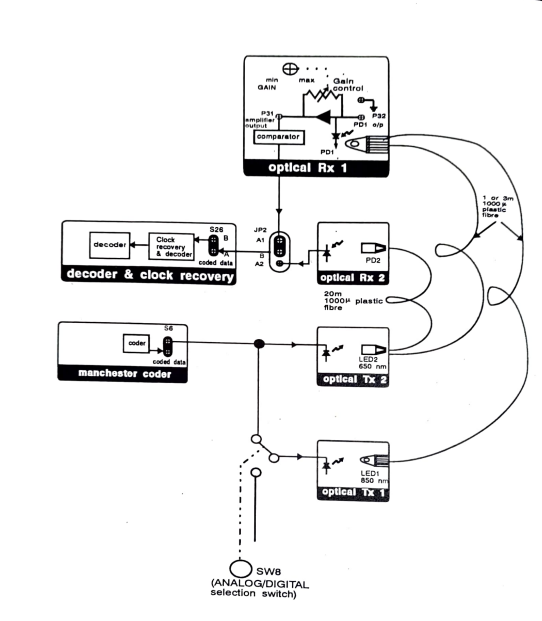 min
max
GAIN
Gain
control
P31
amplifier
output
P32
PD1
o/p
comparator
PD1
optical Rx 1
1 or 3m
1000µ
plastic
fibre
S26
B
A
decoder
Clock
recovery
& decoder
coded data
decoder & clock recovery
JP2
A1
B
A2
PD2
optical Rx 2
20m
1000µ plastic
fibre
S6
coder
coded data
manchester coder
LED2
650 nm
optical Tx 2
LED1
850 nm
optical Tx 1
SW8
(ANALOG/DIGITAL
selection switch)